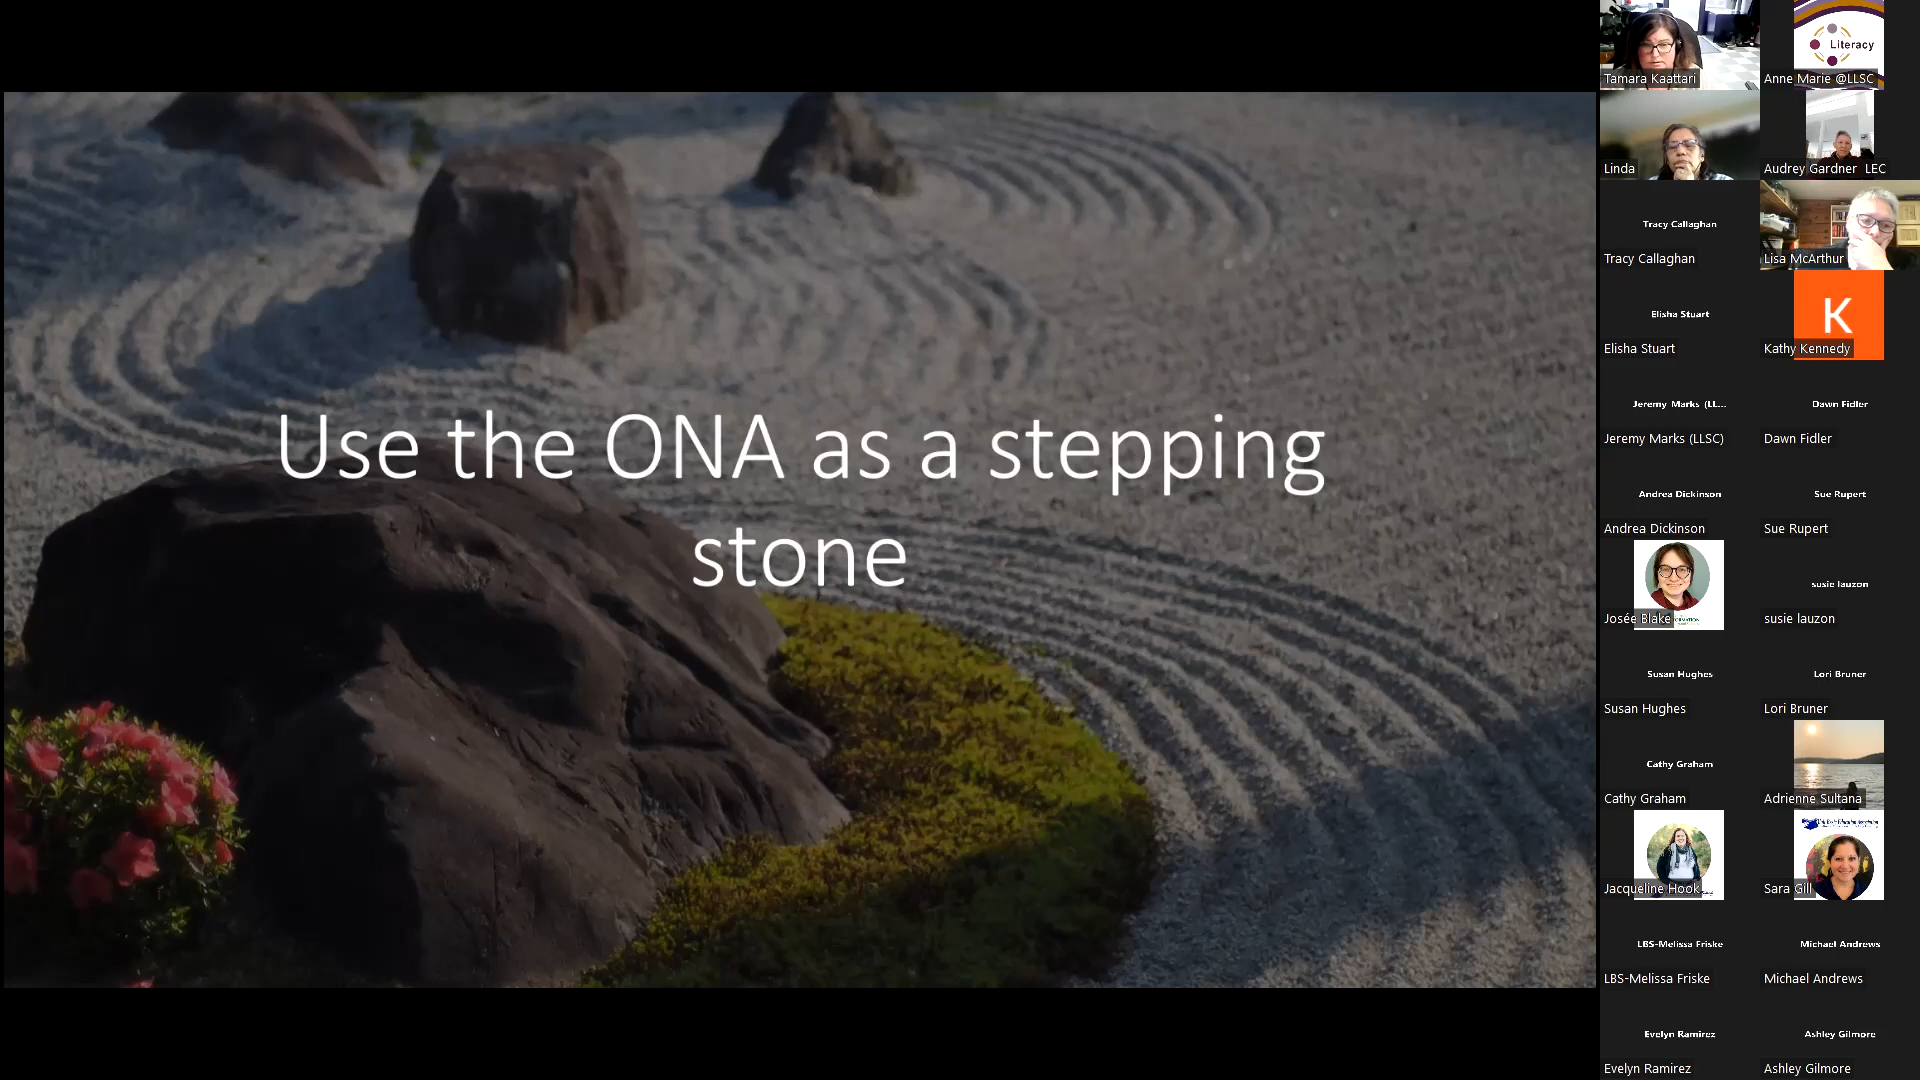 Use the ONA as a stepping
stone
Tamara Kaattari
Literacy
Anne Marie @LLSC
Linda
Audrey Gardner LEC
Tracy Callaghan
Tracy Callaghan
Lisa McArthur
Elisha Stuart
Elisha Stuart
K
Kathy Kennedy
Jeremy Marks (LL...
Jeremy Marks (LLSC)
Dawn Fidler
Dawn Fidler
Andrea Dickinson
Andrea Dickinson
Sue Rupert
Sue Rupert
Josée Blake
susie lauzon
susie lauzon
Susan Hughes
Susan Hughes
Lori Bruner
Lori Bruner
Cathy Graham
Cathy Graham
Adrienne Sultana
Jacqueline Hook
Sara Gill
LBS-Melissa Friske
LBS-Melissa Friske
Michael Andrews
Michael Andrews
Evelyn Ramirez
Evelyn Ramirez
Ashley Gilmore
Ashley Gilmore